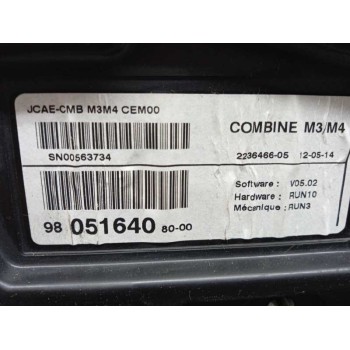 JCAE-CMB M3M4 CEM00
COMBINE M3/M4
SN00563734
2236466-05 12-05-14
Software : V05.02
Hardware : RUN10
Mécanique : RUN3
98 051640 80-00